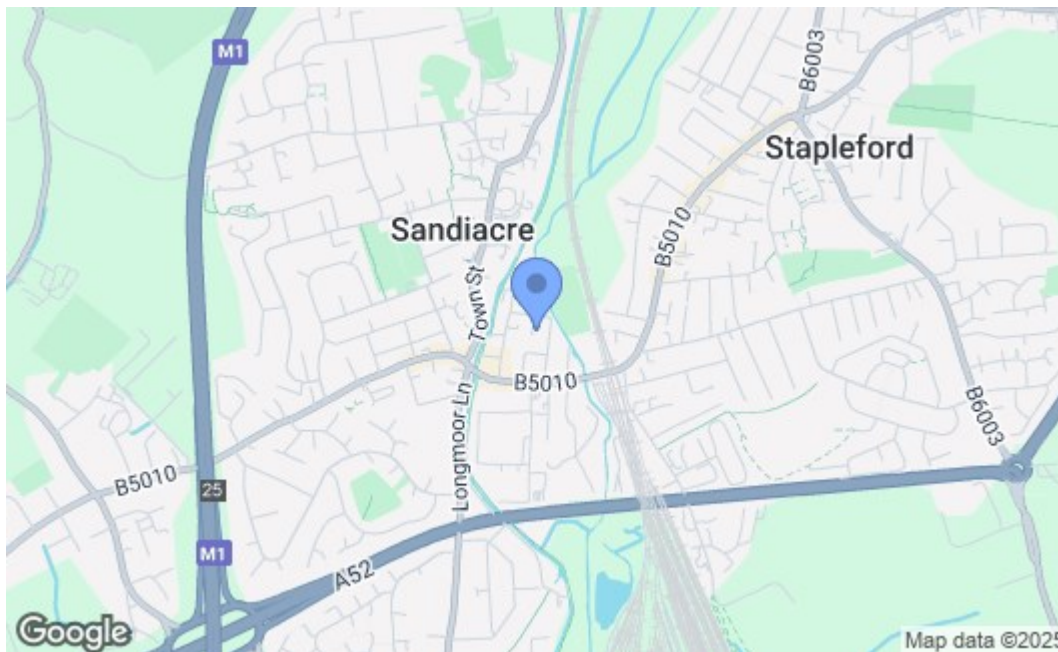 M1
B6003
Stapleford
Sandiacre
B5010
Town St
B5010
Longmoor Ln
B6003
B5010
25
M1
A52
Google
Map data ©2025